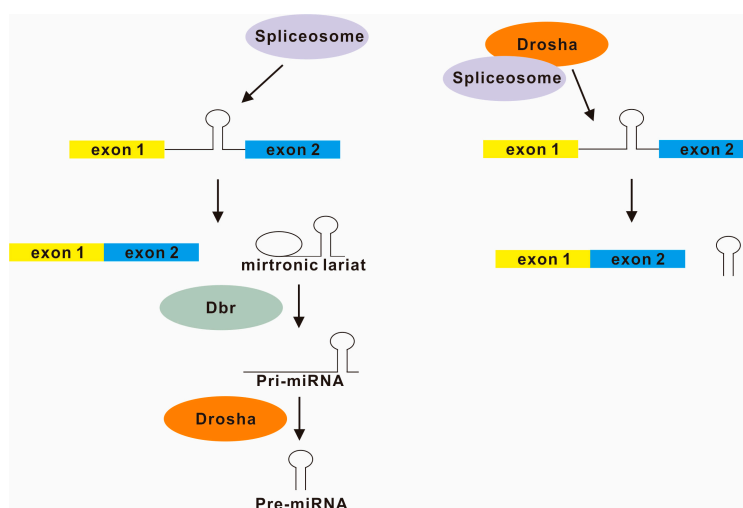 Spliceosome
exon 1
exon 2
exon 1
exon 2
mirtronic lariat
Dbr
Pri-miRNA
Drosha
Pre-miRNA
Drosha
Spliceosome
exon 1
exon 2
exon 1
exon 2